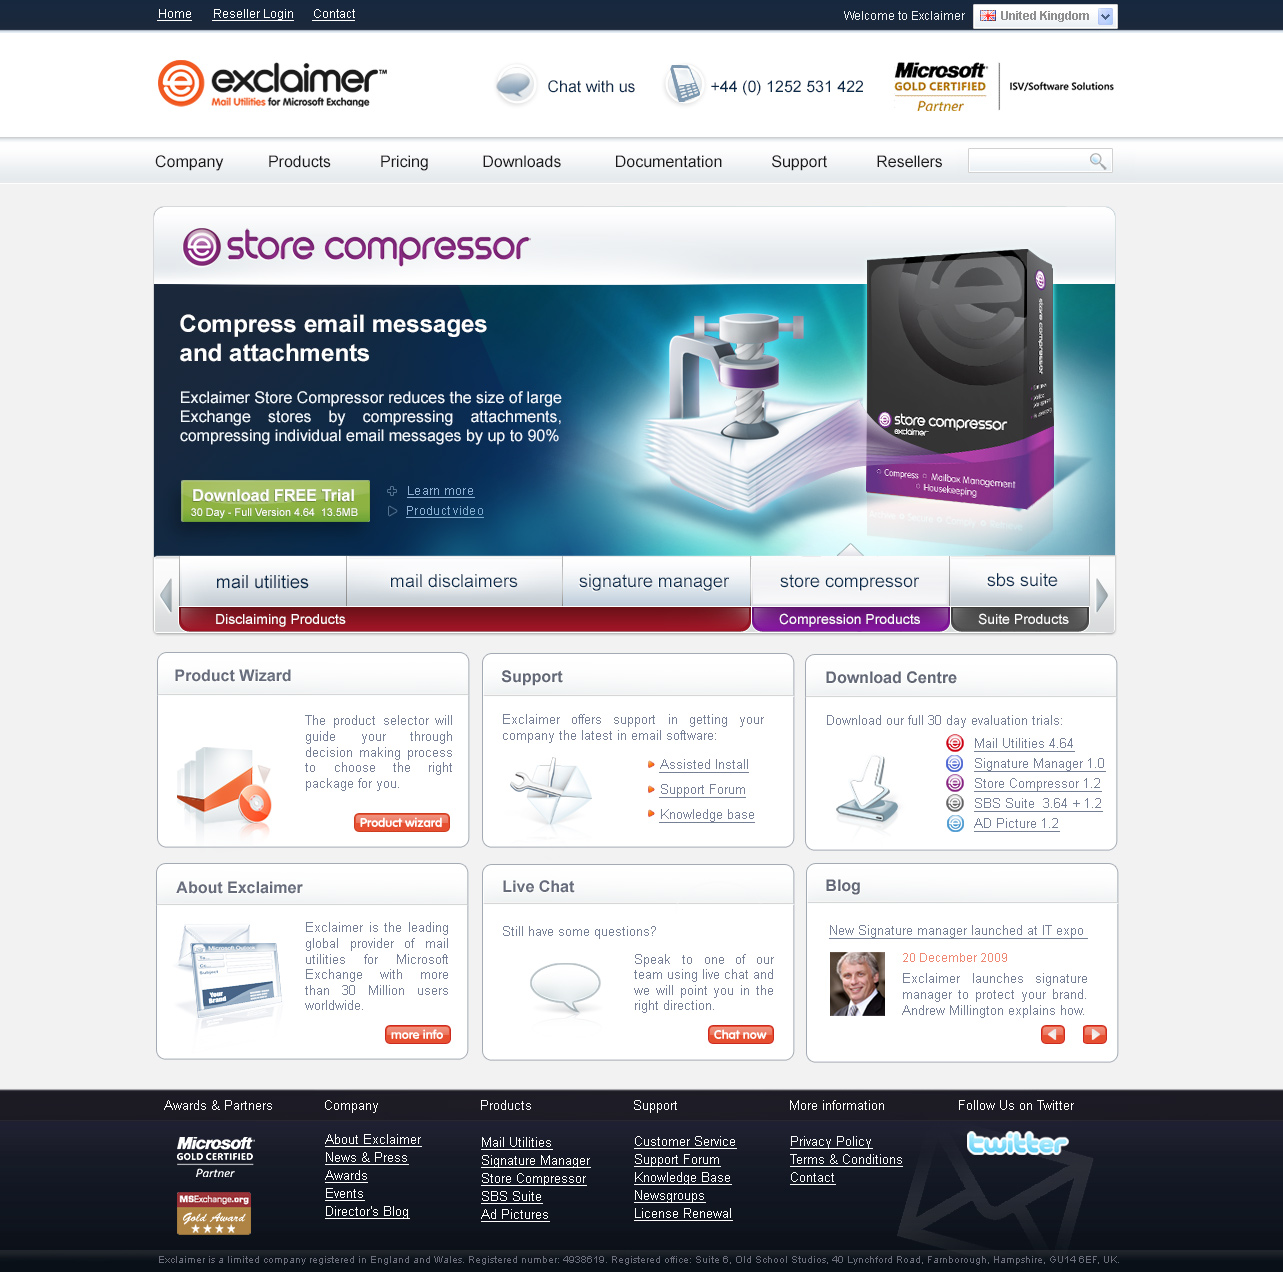 Home Reseller Login Contact Welcome to Exclaimer United Kingdom
exclaimer™
Mail Utilities for Microsoft Exchange
Chat with us
+44 (0) 1252 531 422
Microsoft
GOLD CERTIFIED
Partner
ISV/Software Solutions
Company Products Pricing Downloads Documentation Support Resellers
store compressor
Compress email messages
and attachments
Exclaimer Store Compressor reduces the size of large
Exchange stores by compressing attachments,
compressing individual email messages by up to 90%
Download FREE Trial
30 Day - Full Version 4.64 13.5MB
Learn more
Product video
store compressor
store compressor
exclaimer
Compress Mailbox Management
Housekeeping
mail utilities mail disclaimers signature manager store compressor sbs suite
Disclaiming Products Compression Products Suite Products
Product Wizard
The product selector will
guide your through
decision making process
to choose the right
package for you.
Product wizard
Support
Exclaimer offers support in getting your
company the latest in email software:
Assisted Install
Support Forum
Knowledge base
Download Centre
Download our full 30 day evaluation trials:
Mail Utilities 4.64
Signature Manager 1.0
Store Compressor 1.2
SBS Suite 3.64 + 1.2
AD Picture 1.2
About Exclaimer
Microsoft Outlook
Your
Brand
Exclaimer is the leading
global provider of mail
utilities for Microsoft
Exchange with more
than 30 Million users
worldwide.
more info
Live Chat
Still have some questions?
Speak to one of our
team using live chat and
we will point you in the
right direction.
Chat now
Blog
New Signature manager launched at IT expo
20 December 2009
Exclaimer launches signature
manager to protect your brand.
Andrew Millington explains how.
Awards & Partners
Microsoft
GOLD CERTIFIED
Partner
MSExchange.org
Gold Award
Company
About Exclaimer
News & Press
Awards
Events
Director's Blog
Products
Mail Utilities
Signature Manager
Store Compressor
SBS Suite
Ad Pictures
Support
Customer Service
Support Forum
Knowledge Base
Newsgroups
License Renewal
More information
Privacy Policy
Terms & Conditions
Contact
Follow Us on Twitter
twitter
Exclaimer is a limited company registered in England and Wales. Registered number: 4938619. Registered office: Suite 6, Old School Studios, 40 Lynchford Road, Farnborough, Hampshire, GU14 6EF, UK.